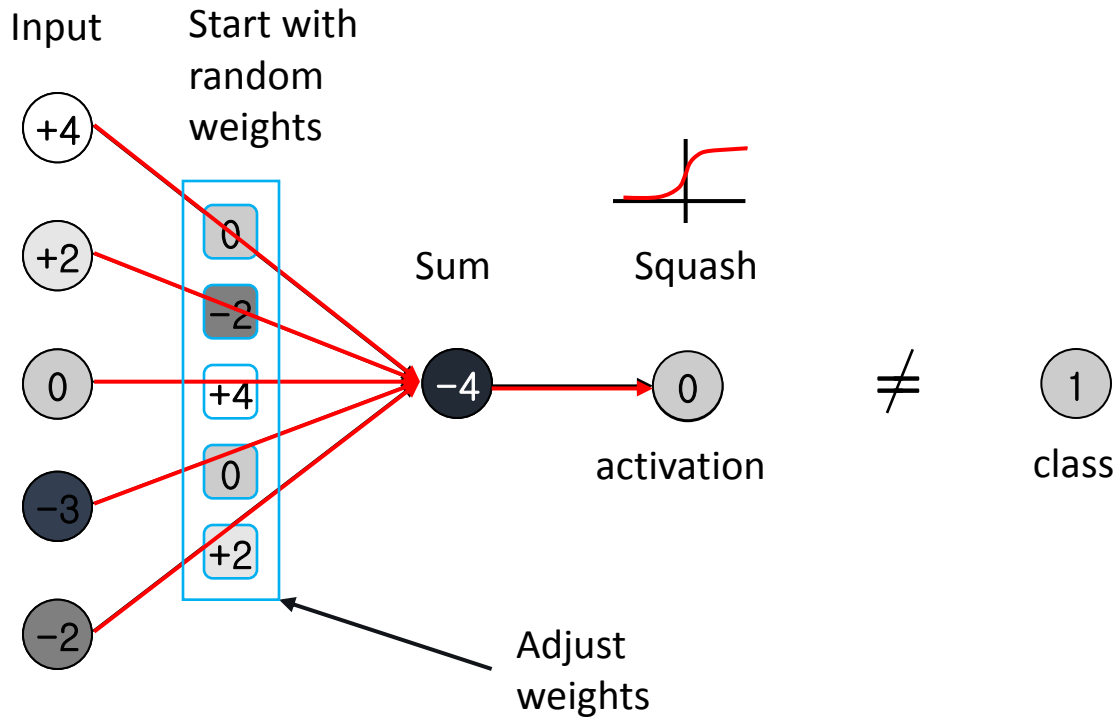 Input
Start with
random
weights
+4
+2
0
−3
−2
0
−2
+4
0
+2
Sum
−4
Squash
0
activation
≠
1
class
Adjust
weights